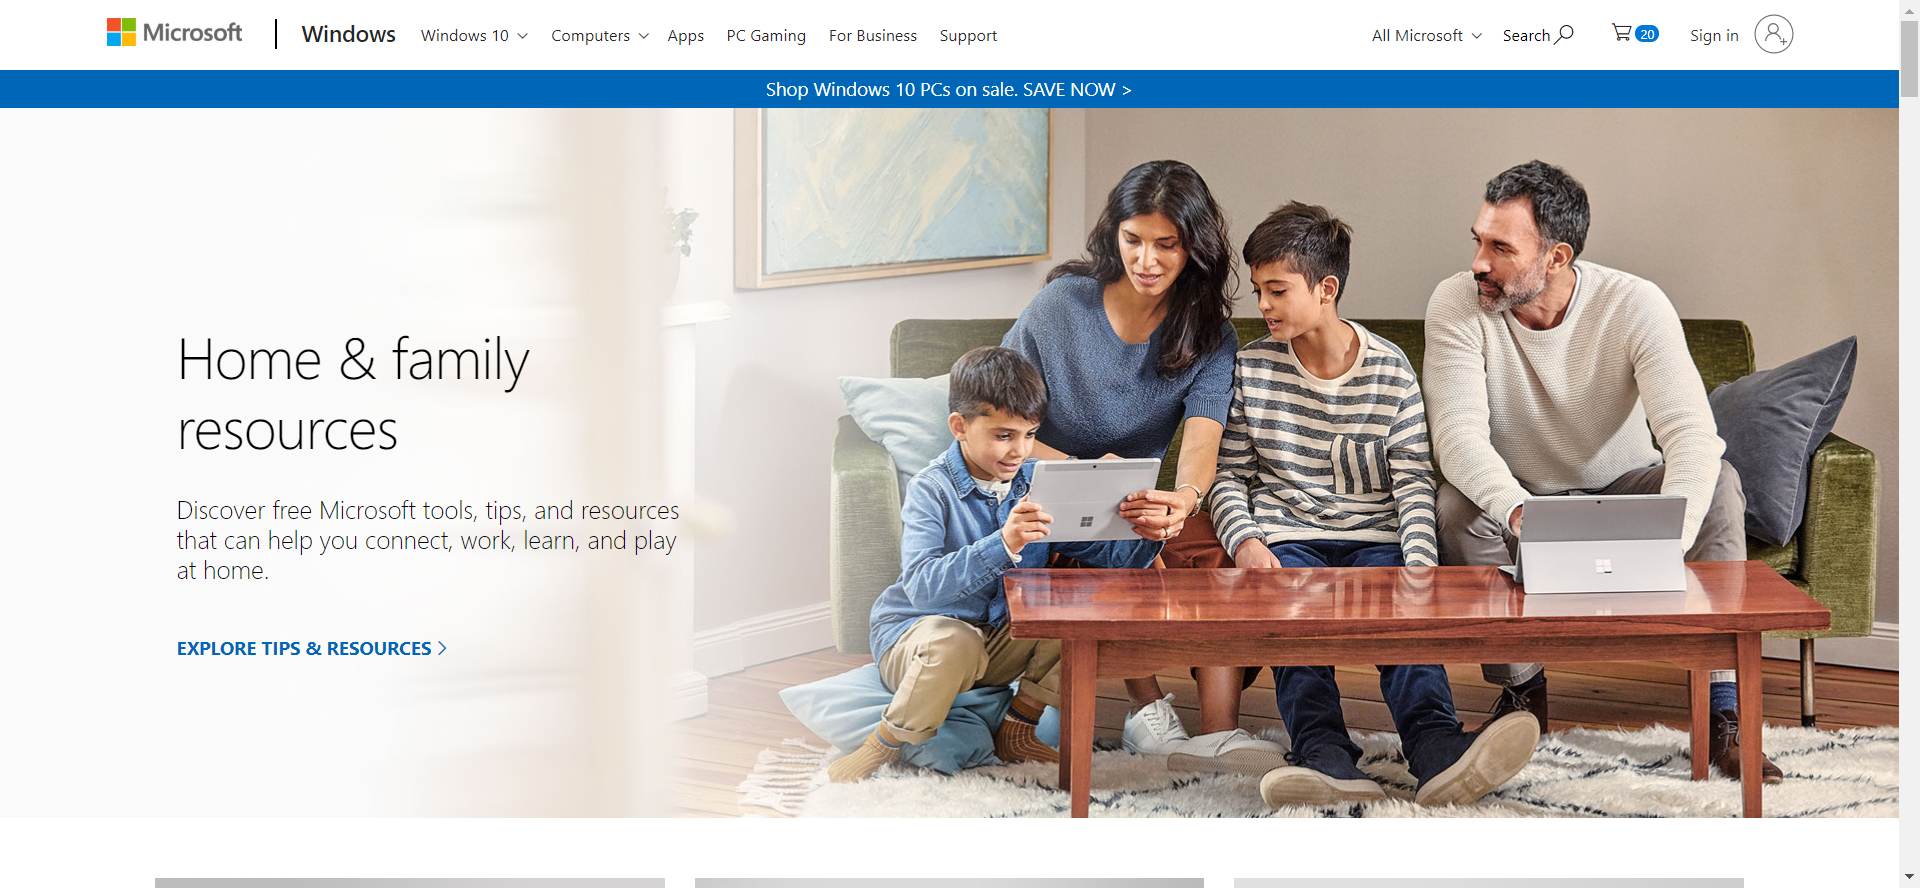 Microsoft
Windows
Windows 10
Computers
Apps
PC Gaming
For Business
Support
All Microsoft
Search
20
Sign in
Shop Windows 10 PCs on sale. SAVE NOW >
Home & family
resources
Discover free Microsoft tools, tips, and resources
that can help you connect, work, learn, and play
at home.
EXPLORE TIPS & RESOURCES